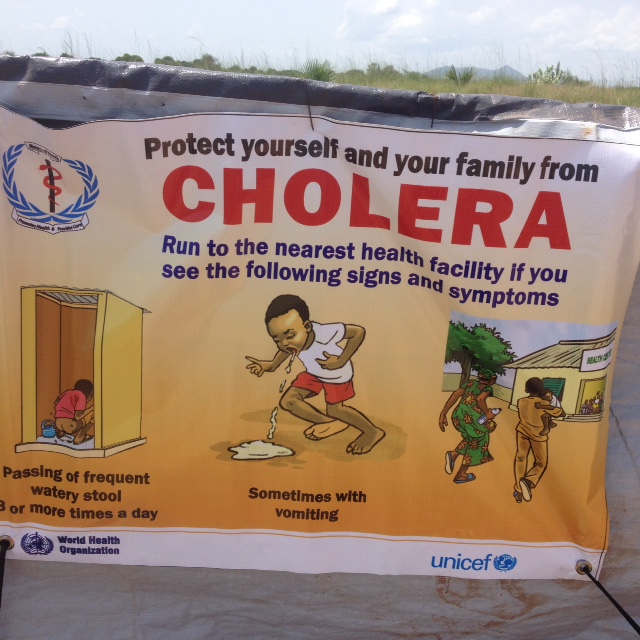 Protect yourself and your family from
CHOLERA
Run to the nearest health facility if you
see the following signs and symptoms
Passing of frequent
watery stool
3 or more times a day
Sometimes with
vomiting
World Health
Organization
unicef